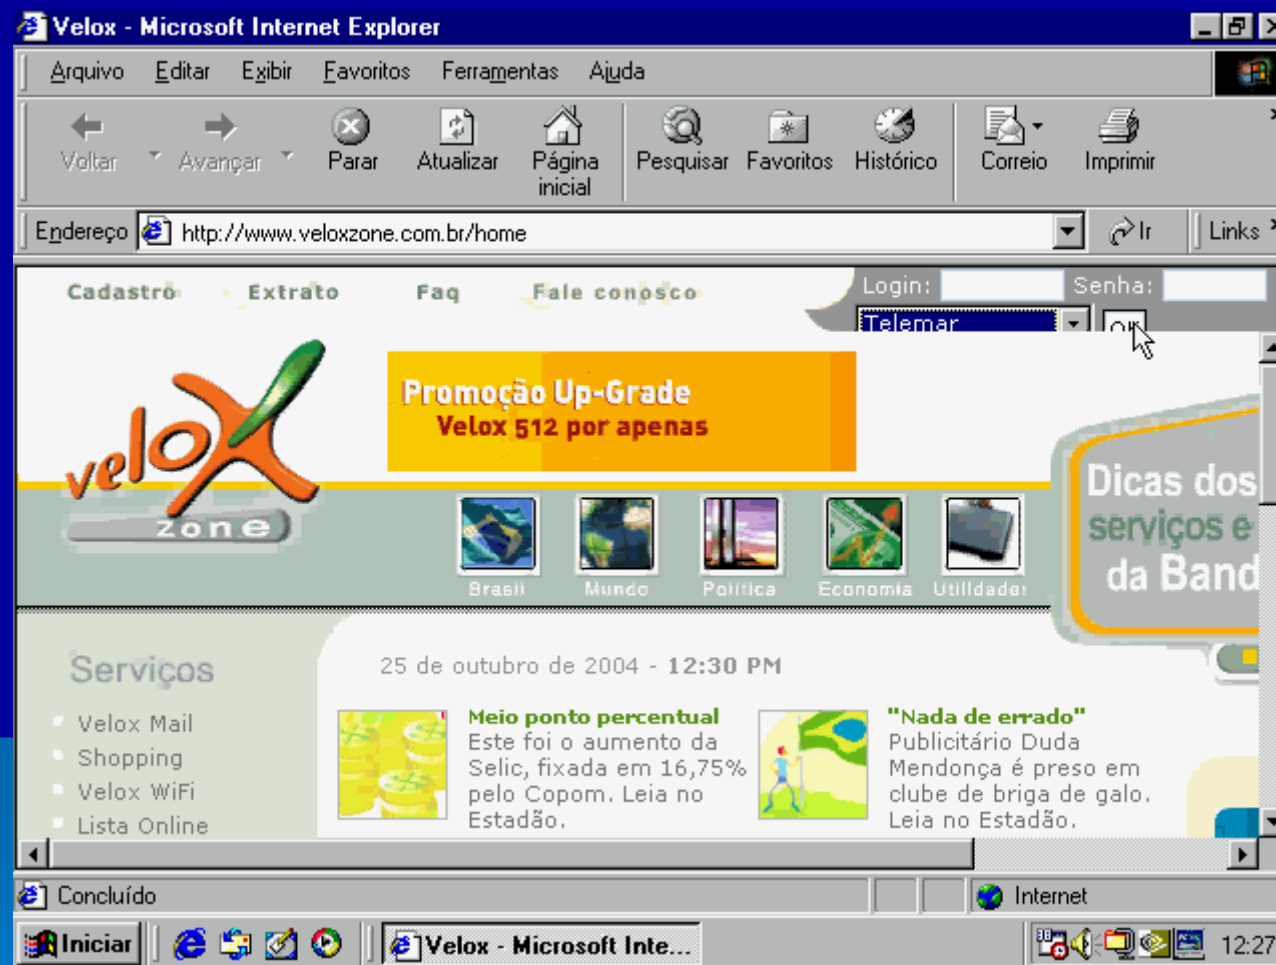 Velox - Microsoft Internet Explorer
Arquivo Editar Exibir Favoritos Ferramentas Ajuda
Voltar Avançar Parar Atualizar Página inicial Pesquisar Favoritos Histórico Correio Imprimir
Endereço http://www.veloxzone.com.br/home Ir Links
Cadastro Extrato Faq Fale conosco Login: Senha:
Telemar
velox
zone
Promoção Up-Grade
Velox 512 por apenas
Dicas dos
serviços e
da Band
Brasil Mundo Política Economia
Serviços
Velox Mail
Shopping
Velox WiFi
Lista Online
25 de outubro de 2004 - 12:30 PM
Meio ponto percentual
Este foi o aumento da
Selic, fixada em 16,75%
pelo Copom. Leia no
Estadão.
"Nada de errado"
Publicitário Duda
Mendonça é preso em
clube de briga de galo.
Leia no Estadão.
Concluído Internet
Iniciar Velox - Microsoft Inte... 12:27